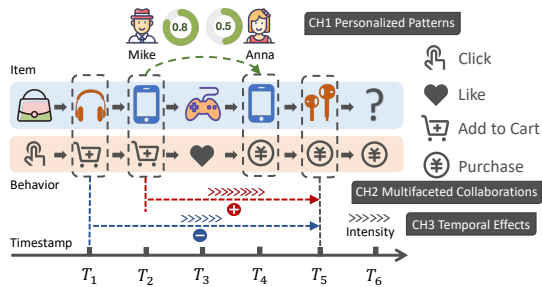 CH1 Personalized Patterns
0.8
0.5
Mike
Anna
Click
Item
Like
?
Add to Cart
¥
¥
¥
¥
Purchase
Behavior
CH2 Multifaceted Collaborations
>>>>>>>>>
+
>>>>>>
>>>>>>
CH3 Temporal Effects
−
Intensity
Timestamp
T1
T2
T3
T4
T5
T6